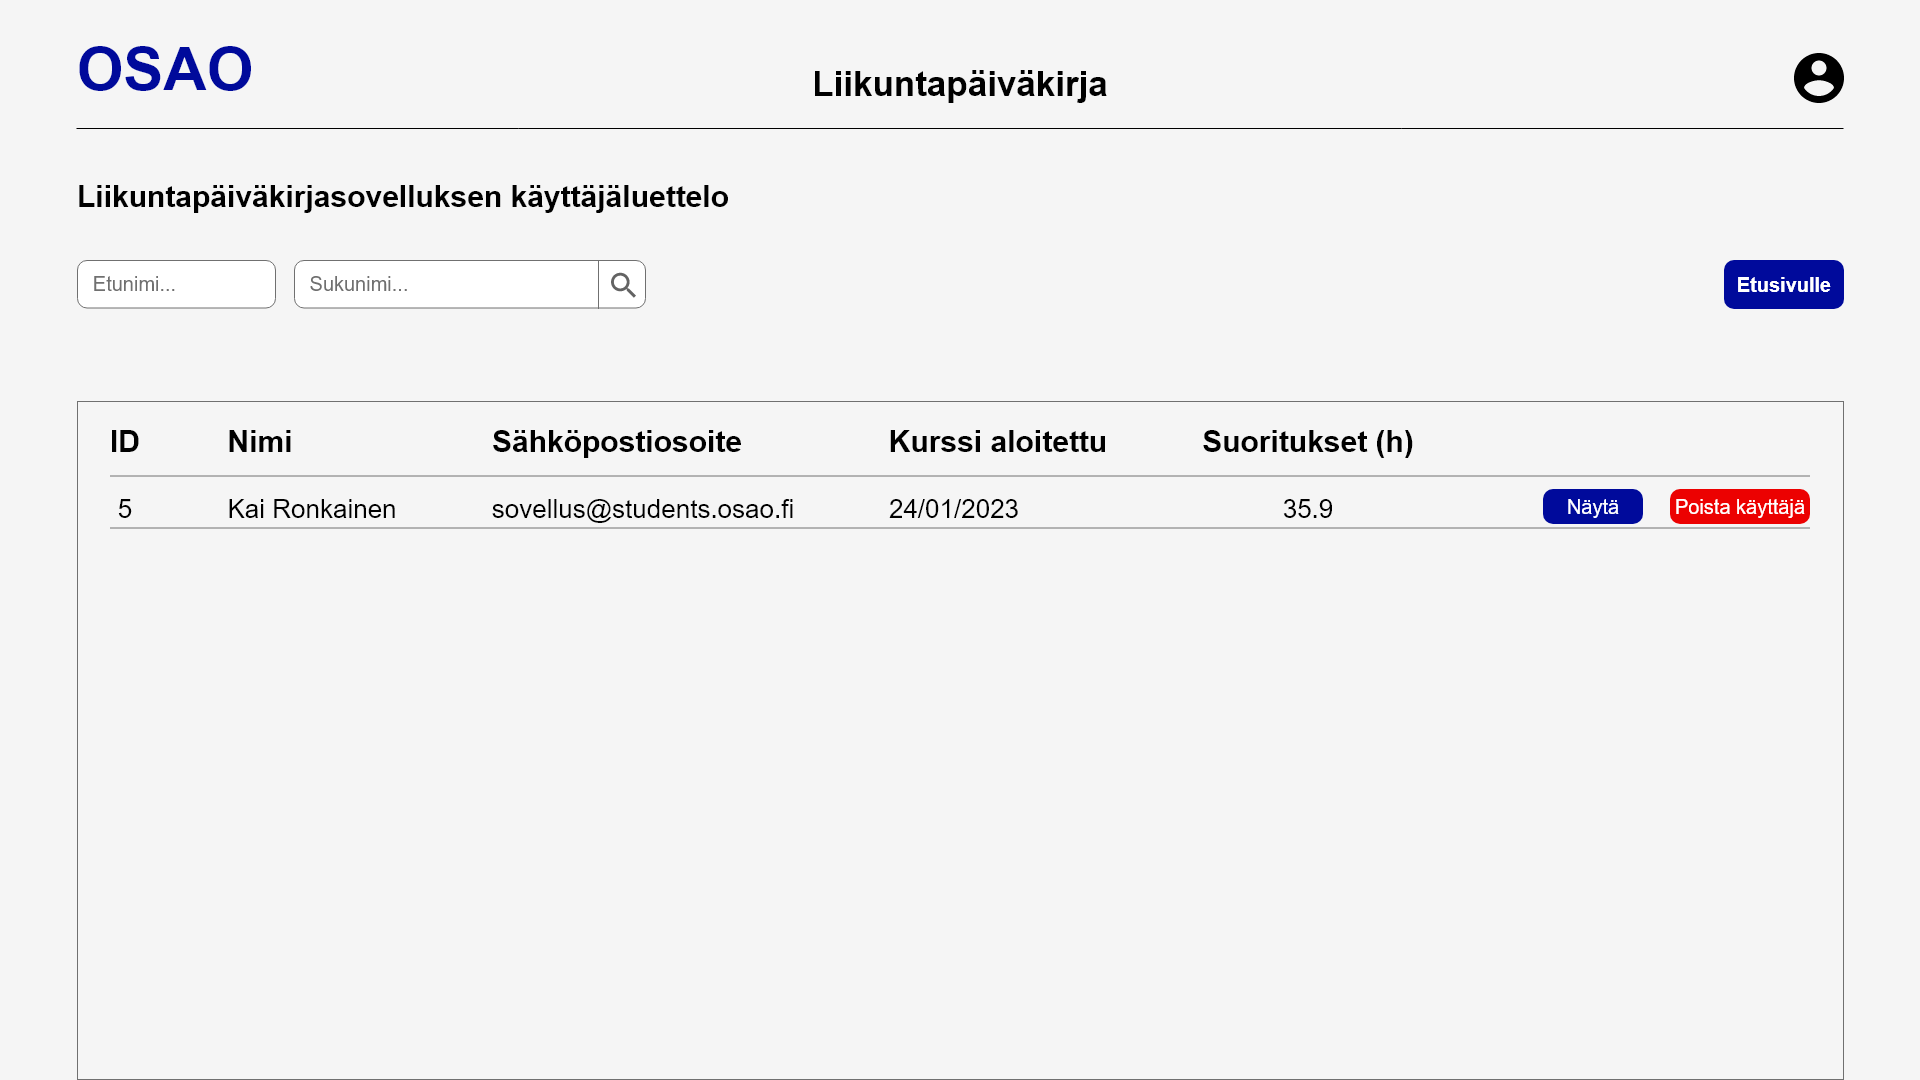 OSAO
Liikuntapäiväkirja
Liikuntapäiväkirjasovelluksen käyttäjäluettelo
Etunimi... Sukunimi... Etusivulle
ID Nimi Sähköpostiosoite Kurssi aloitettu Suoritukset (h)
5 Kai Ronkainen sovellus@students.osao.fi 24/01/2023 35.9 Näytä Poista käyttäjä